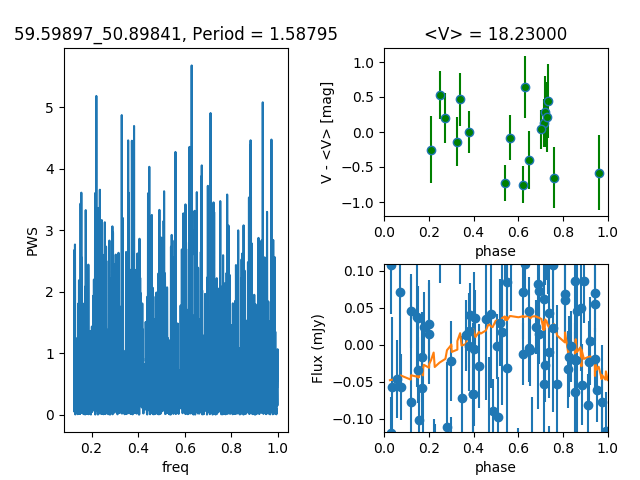 59.59897_50.89841, Period = 1.58795
PWS
5
4
3
2
1
0
0.2 0.4 0.6 0.8 1.0
freq
<V> = 18.23000
V - <V> [mag]
1.0
0.5
0.0
−0.5
−1.0
0.0 0.2 0.4 0.6 0.8 1.0
phase
Flux (mJy)
0.10
0.05
0.00
−0.05
−0.10
0.0 0.2 0.4 0.6 0.8 1.0
phase